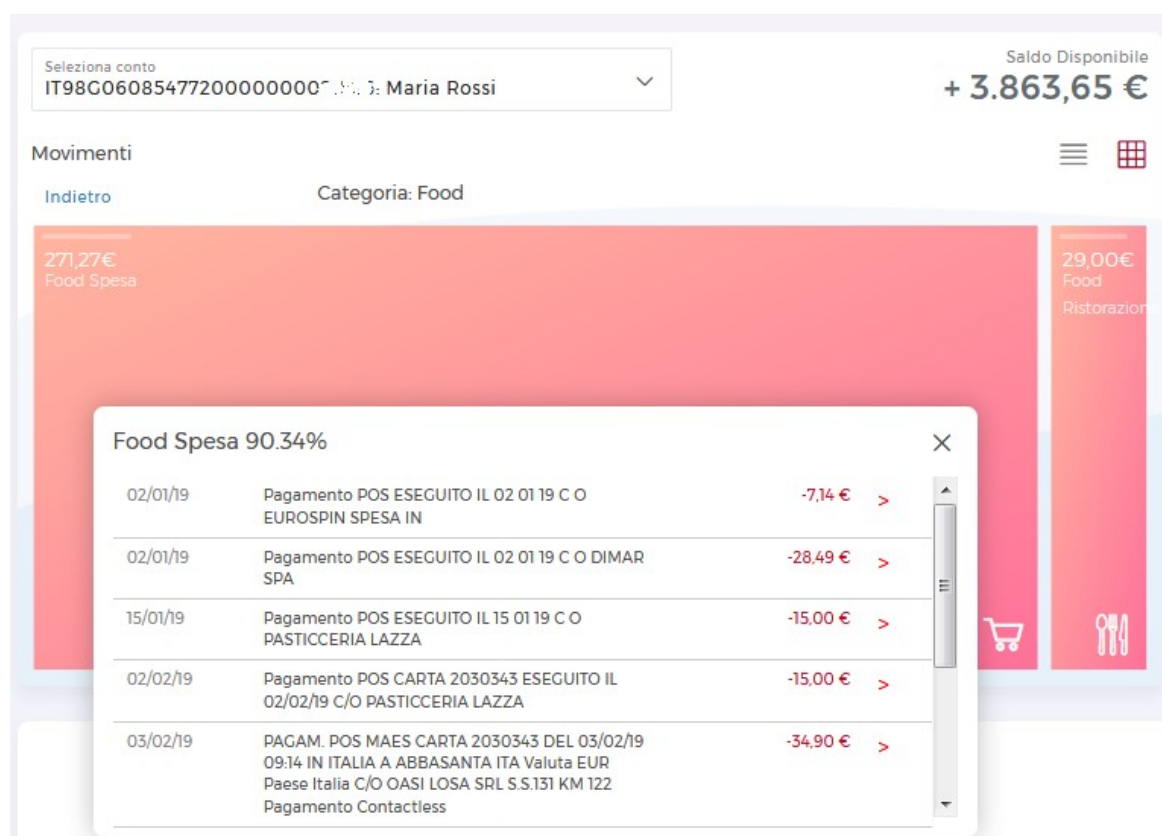 Seleziona conto
Saldo Disponibile
Maria Rossi
+ 3.863,65 €
Movimenti
Indietro
Categoria: Food
271,27€
Food Spesa
29,00€
Food
Ristorazion
Food Spesa 90.34%
02/01/19 Pagamento POS ESEGUITO IL 02 01 19 C O -7,14 € >
EUROSPIN SPESA IN
02/01/19 Pagamento POS ESEGUITO IL 02 01 19 C O DIMAR -28,49 € >
SPA
15/01/19 Pagamento POS ESEGUITO IL 15 01 19 C O -15,00 € >
PASTICCERIA LAZZA
02/02/19 Pagamento POS CARTA 2030343 ESEGUITO IL -15,00 € >
02/02/19 C/O PASTICCERIA LAZZA
03/02/19 PAGAM. POS MAES CARTA 2030343 DEL 03/02/19 -34,90 € >
09:14 IN ITALIA A ABBASANTA ITA Valuta EUR
Paese Italia C/O OASI LOSA SRL S.S.131 KM 122
Pagamento Contactless